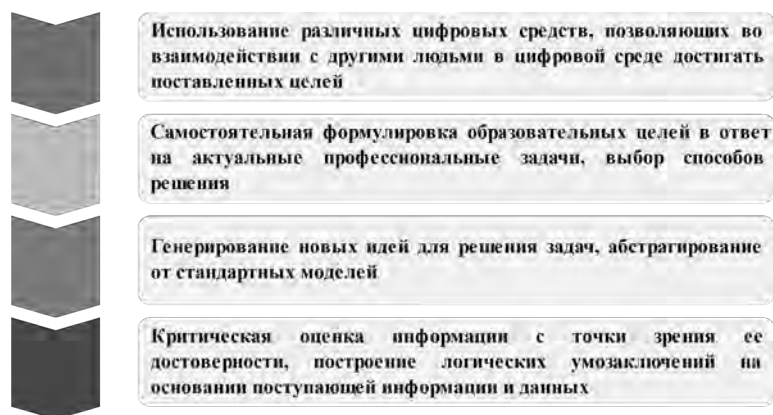 Использование различных цифровых средств, позволяющих во
взаимодействии с другими людьми в цифровой среде достигать
поставленных целей
Самостоятельная формулировка образовательных целей в ответ
на актуальные профессиональные задачи, выбор способов
решения
Генерирование новых идей для решения задач, абстрагирование
от стандартных моделей
Критическая оценка информации с точки зрения ее
достоверности, построение логических умозаключений на
основании поступающей информации и данных